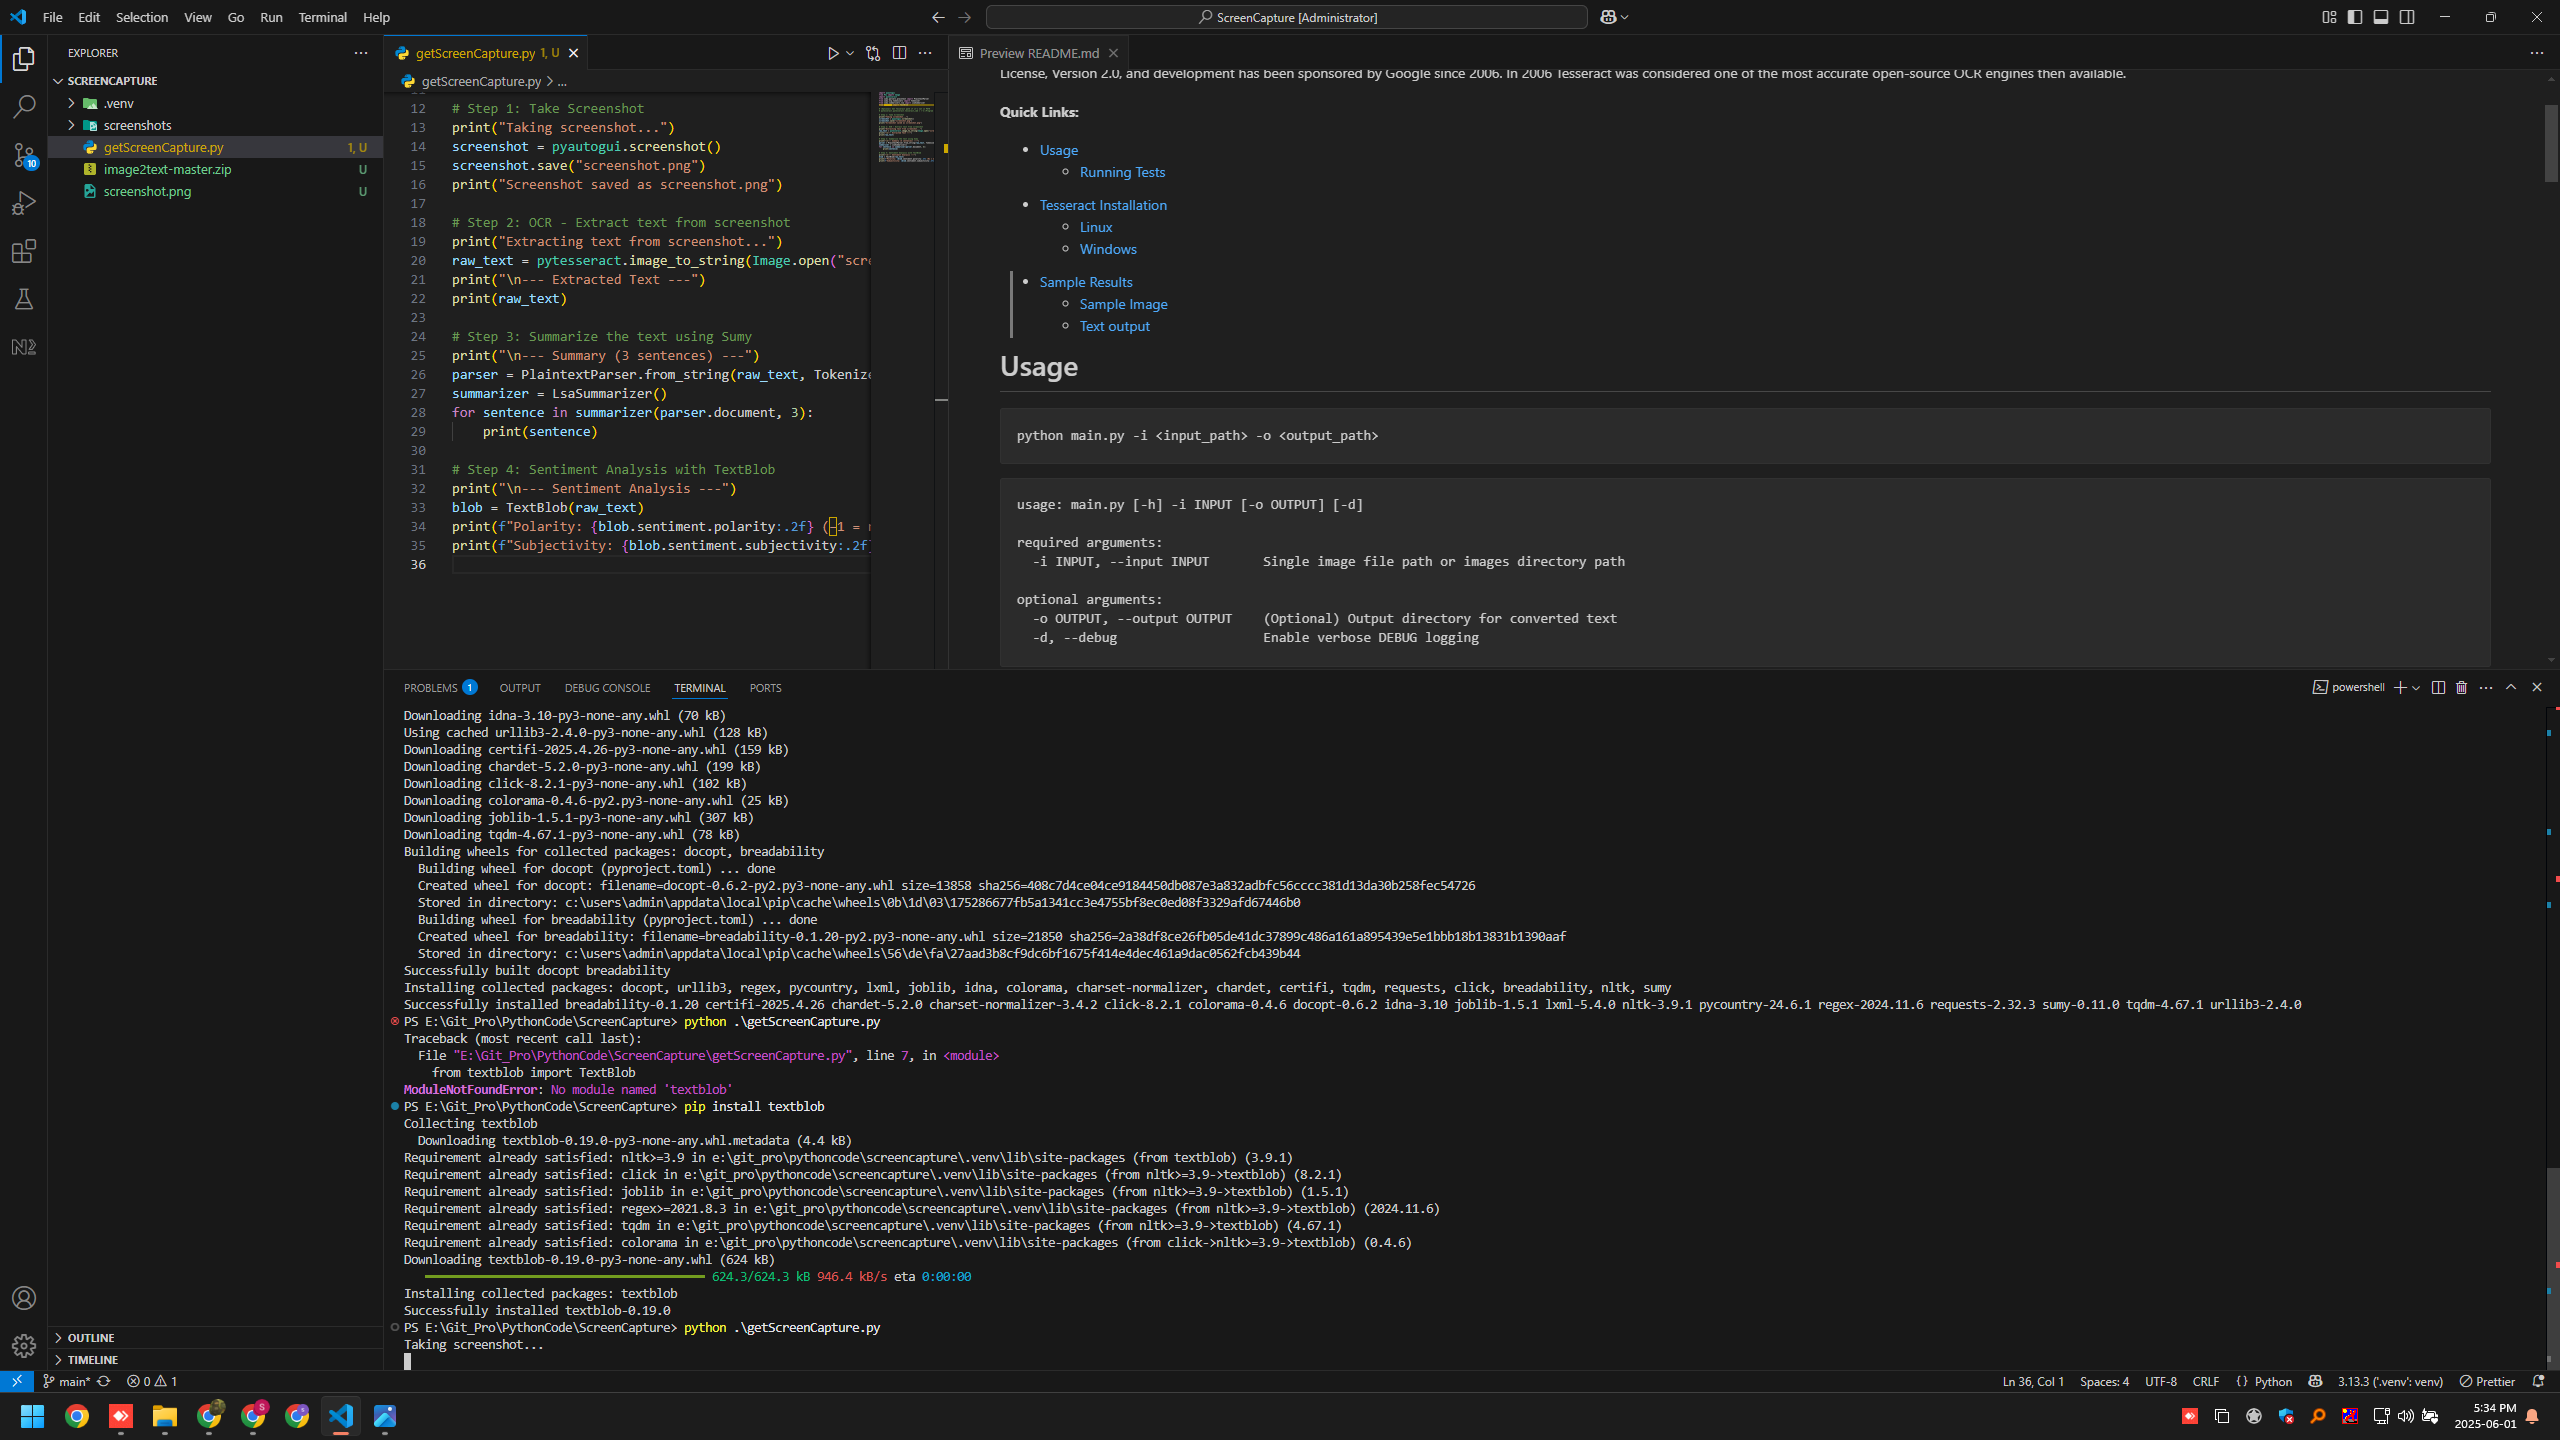 File Edit Selection View Go Run Terminal Help
ScreenCapture [Administrator]
EXPLORER
SCREENCAPTURE
.venv
screenshots
getScreenCapture.py 1, U
image2text-master.zip U
screenshot.png U
10
OUTLINE
TIMELINE
getScreenCapture.py 1, U
getScreenCapture.py > ...
12 # Step 1: Take Screenshot
13 print("Taking screenshot...")
14 screenshot = pyautogui.screenshot()
15 screenshot.save("screenshot.png")
16 print("Screenshot saved as screenshot.png")
17
18 # Step 2: OCR - Extract text from screenshot
19 print("Extracting text from screenshot...")
20 raw_text = pytesseract.image_to_string(Image.open("scre
21 print("\n--- Extracted Text ---")
22 print(raw_text)
23
24 # Step 3: Summarize the text using Sumy
25 print("\n--- Summary (3 sentences) ---")
26 parser = PlaintextParser.from_string(raw_text, Tokenize
27 summarizer = LsaSummarizer()
28 for sentence in summarizer(parser.document, 3):
29 print(sentence)
30
31 # Step 4: Sentiment Analysis with TextBlob
32 print("\n--- Sentiment Analysis ---")
33 blob = TextBlob(raw_text)
34 print(f"Polarity: {blob.sentiment.polarity:.2f} (-1 = n
35 print(f"Subjectivity: {blob.sentiment.subjectivity:.2f}
36
Preview README.md
License, Version 2.0, and development has been sponsored by Google since 2006. In 2006 Tesseract was considered one of the most accurate open-source OCR engines then available.
Quick Links:
Usage
Running Tests
Tesseract Installation
Linux
Windows
Sample Results
Sample Image
Text output
Usage
python main.py -i <input_path> -o <output_path>
usage: main.py [-h] -i INPUT [-o OUTPUT] [-d]
required arguments:
-i INPUT, --input INPUT Single image file path or images directory path
optional arguments:
-o OUTPUT, --output OUTPUT (Optional) Output directory for converted text
-d, --debug Enable verbose DEBUG logging
PROBLEMS 1 OUTPUT DEBUG CONSOLE TERMINAL PORTS
powershell
Downloading idna-3.10-py3-none-any.whl (70 kB)
Using cached urllib3-2.4.0-py3-none-any.whl (128 kB)
Downloading certifi-2025.4.26-py3-none-any.whl (159 kB)
Downloading chardet-5.2.0-py3-none-any.whl (199 kB)
Downloading click-8.2.1-py3-none-any.whl (102 kB)
Downloading colorama-0.4.6-py2.py3-none-any.whl (25 kB)
Downloading joblib-1.5.1-py3-none-any.whl (307 kB)
Downloading tqdm-4.67.1-py3-none-any.whl (78 kB)
Building wheels for collected packages: docopt, breadability
Building wheel for docopt (pyproject.toml) ... done
Created wheel for docopt: filename=docopt-0.6.2-py2.py3-none-any.whl size=13858 sha256=408c7d4ce04ce9184450db087e3a832adbfc56cccc381d13da30b258fec54726
Stored in directory: c:\users\admin\appdata\local\pip\cache\wheels\0b\1d\03\175286677fb5a1341cc3e4755bf8ec0ed08f3329afd67446b0
Building wheel for breadability (pyproject.toml) ... done
Created wheel for breadability: filename=breadability-0.1.20-py2.py3-none-any.whl size=21850 sha256=2a38df8ce26fb05de41dc37899c486a161a895439e5e1bbb18b13831b1390aaf
Stored in directory: c:\users\admin\appdata\local\pip\cache\wheels\56\de\fa\27aad3b8cf9dc6bf1675f414e4dec461a9dac0562fcb439b44
Successfully built docopt breadability
Installing collected packages: docopt, urllib3, regex, pycountry, lxml, joblib, idna, colorama, charset-normalizer, chardet, certifi, tqdm, requests, click, breadability, nltk, sumy
Successfully installed breadability-0.1.20 certifi-2025.4.26 chardet-5.2.0 charset-normalizer-3.4.2 click-8.2.1 colorama-0.4.6 docopt-0.6.2 idna-3.10 joblib-1.5.1 lxml-5.4.0 nltk-3.9.1 pycountry-24.6.1 regex-2024.11.6 requests-2.32.3 sumy-0.11.0 tqdm-4.67.1 urllib3-2.4.0
PS E:\Git_Pro\PythonCode\ScreenCapture> python .\getScreenCapture.py
Traceback (most recent call last):
File "E:\Git_Pro\PythonCode\ScreenCapture\getScreenCapture.py", line 7, in <module>
from textblob import TextBlob
ModuleNotFoundError: No module named 'textblob'
PS E:\Git_Pro\PythonCode\ScreenCapture> pip install textblob
Collecting textblob
Downloading textblob-0.19.0-py3-none-any.whl.metadata (4.4 kB)
Requirement already satisfied: nltk>=3.9 in e:\git_pro\pythoncode\screencapture\.venv\lib\site-packages (from textblob) (3.9.1)
Requirement already satisfied: click in e:\git_pro\pythoncode\screencapture\.venv\lib\site-packages (from nltk>=3.9->textblob) (8.2.1)
Requirement already satisfied: joblib in e:\git_pro\pythoncode\screencapture\.venv\lib\site-packages (from nltk>=3.9->textblob) (1.5.1)
Requirement already satisfied: regex>=2021.8.3 in e:\git_pro\pythoncode\screencapture\.venv\lib\site-packages (from nltk>=3.9->textblob) (2024.11.6)
Requirement already satisfied: tqdm in e:\git_pro\pythoncode\screencapture\.venv\lib\site-packages (from nltk>=3.9->textblob) (4.67.1)
Requirement already satisfied: colorama in e:\git_pro\pythoncode\screencapture\.venv\lib\site-packages (from click->nltk>=3.9->textblob) (0.4.6)
Downloading textblob-0.19.0-py3-none-any.whl (624 kB)
624.3/624.3 kB 946.4 kB/s eta 0:00:00
Installing collected packages: textblob
Successfully installed textblob-0.19.0
PS E:\Git_Pro\PythonCode\ScreenCapture> python .\getScreenCapture.py
Taking screenshot...
main* 0 1
Ln 36, Col 1 Spaces: 4 UTF-8 CRLF {} Python 3.13.3 ('.venv': venv) Prettier
5:34 PM
2025-06-01